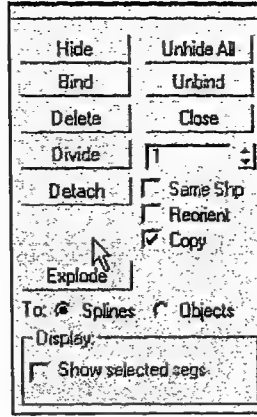 Hide Unhide All
Bind Unbind
Delete Close
Divide 1
Detach Same Shp
Reorient
Copy
Explode
To: Splines Objects
Display:
Show selected segs